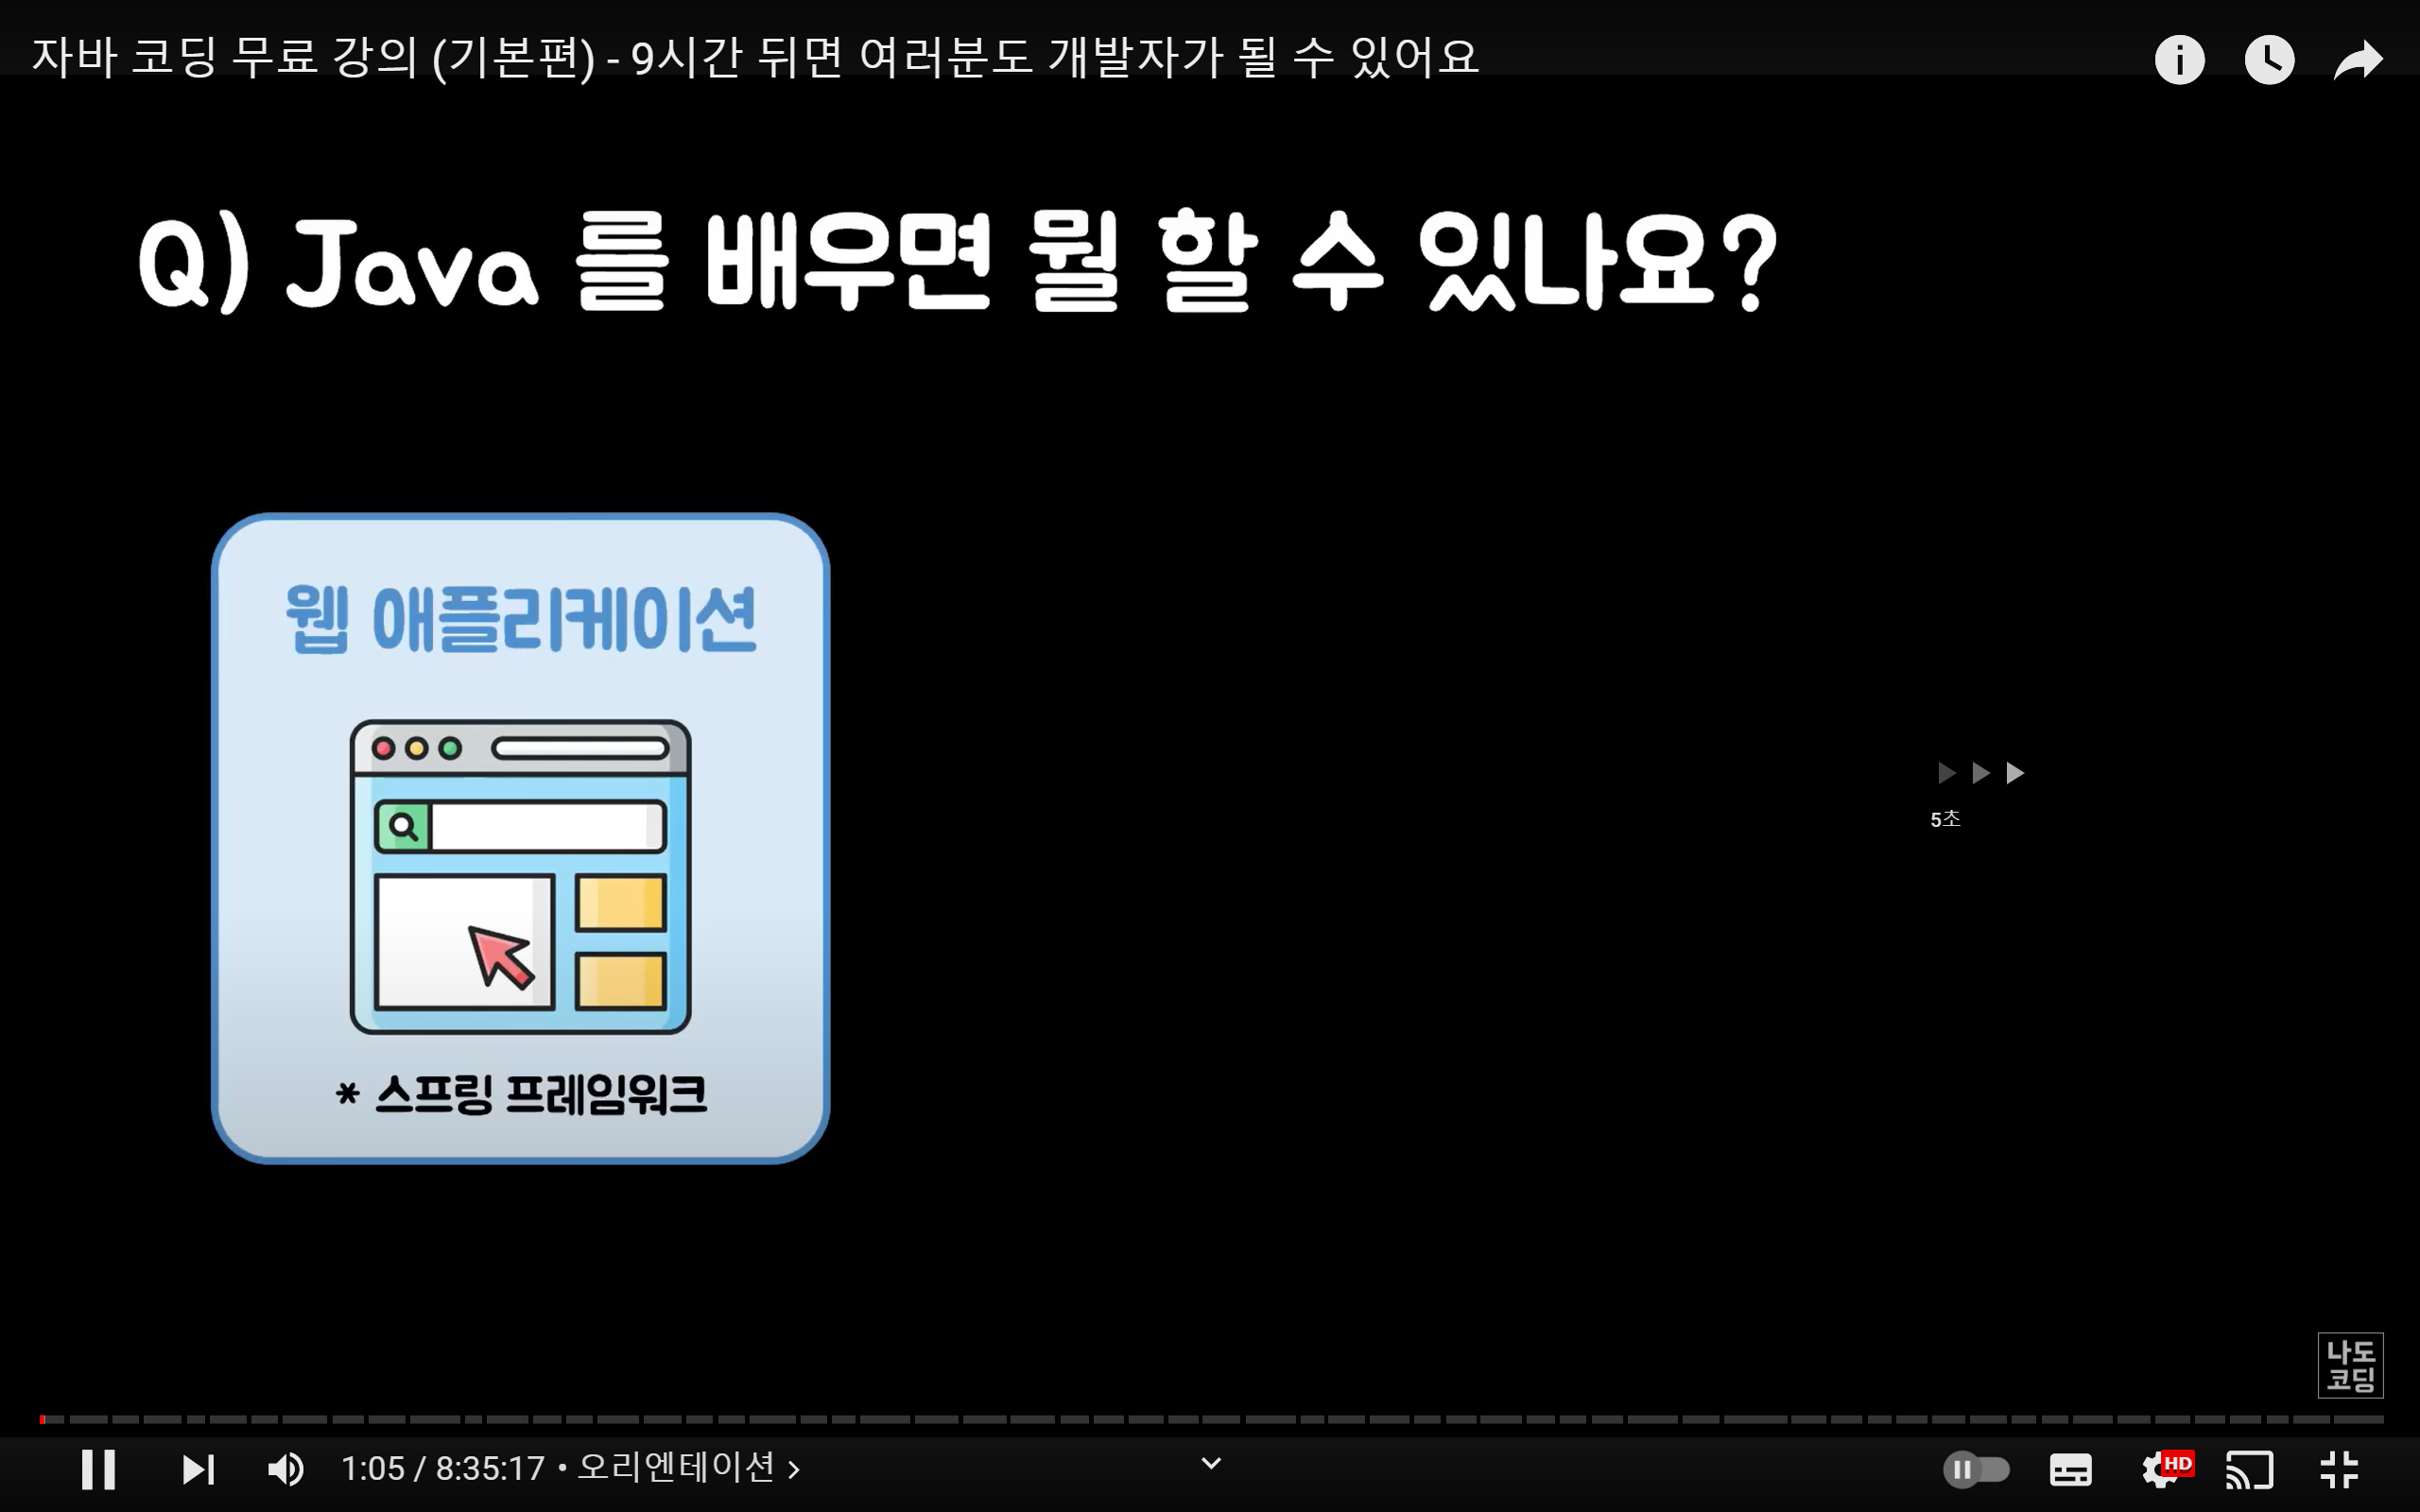 자바 코딩 무료 강의 (기본편) - 9시간 뒤면 여러분도 개발자가 될 수 있어요
Q) Java 를 배우면 뭘 할 수 있나요?
웹 애플리케이션
* 스프링 프레임워크
5초
나도
코딩
1:05 / 8:35:17 • 오리엔테이션 >
HD